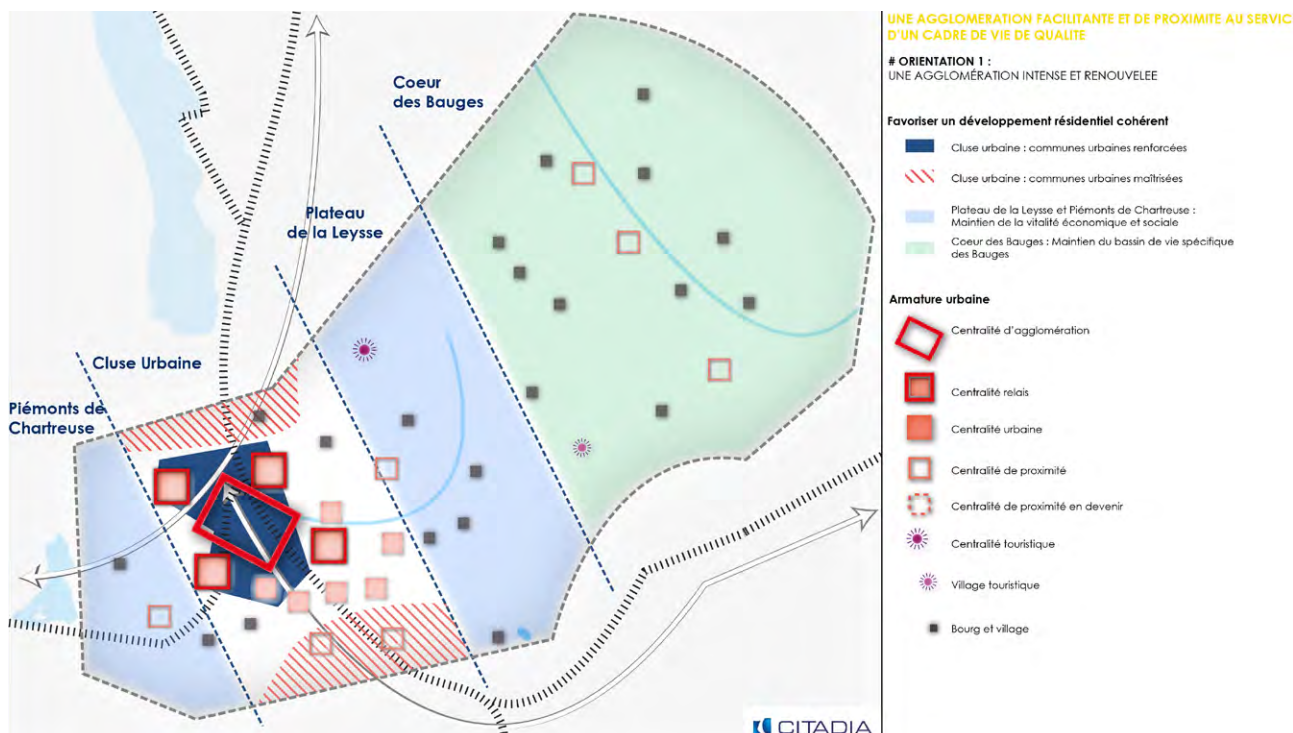 Coeur
des Bauges
Plateau
de la Leysse
Cluse Urbaine
Piémonts de
Chartreuse
CITADIA
UNE AGGLOMERATION FACILITANTE ET DE PROXIMITE AU SERVIC
D'UN CADRE DE VIE DE QUALITE
# ORIENTATION 1 :
UNE AGGLOMÉRATION INTENSE ET RENOUVELEE
Favoriser un développement résidentiel cohérent
Cluse urbaine : communes urbaines renforcées
Cluse urbaine : communes urbaines maîtrisées
Plateau de la Leysse et Piémonts de Chartreuse :
Maintien de la vitalité économique et sociale
Coeur des Bauges : Maintien du bassin de vie spécifique
des Bauges
Armature urbaine
Centralité d'agglomération
Centralité relais
Centralité urbaine
Centralité de proximité
Centralité de proximité en devenir
Centralité touristique
Village touristique
Bourg et village